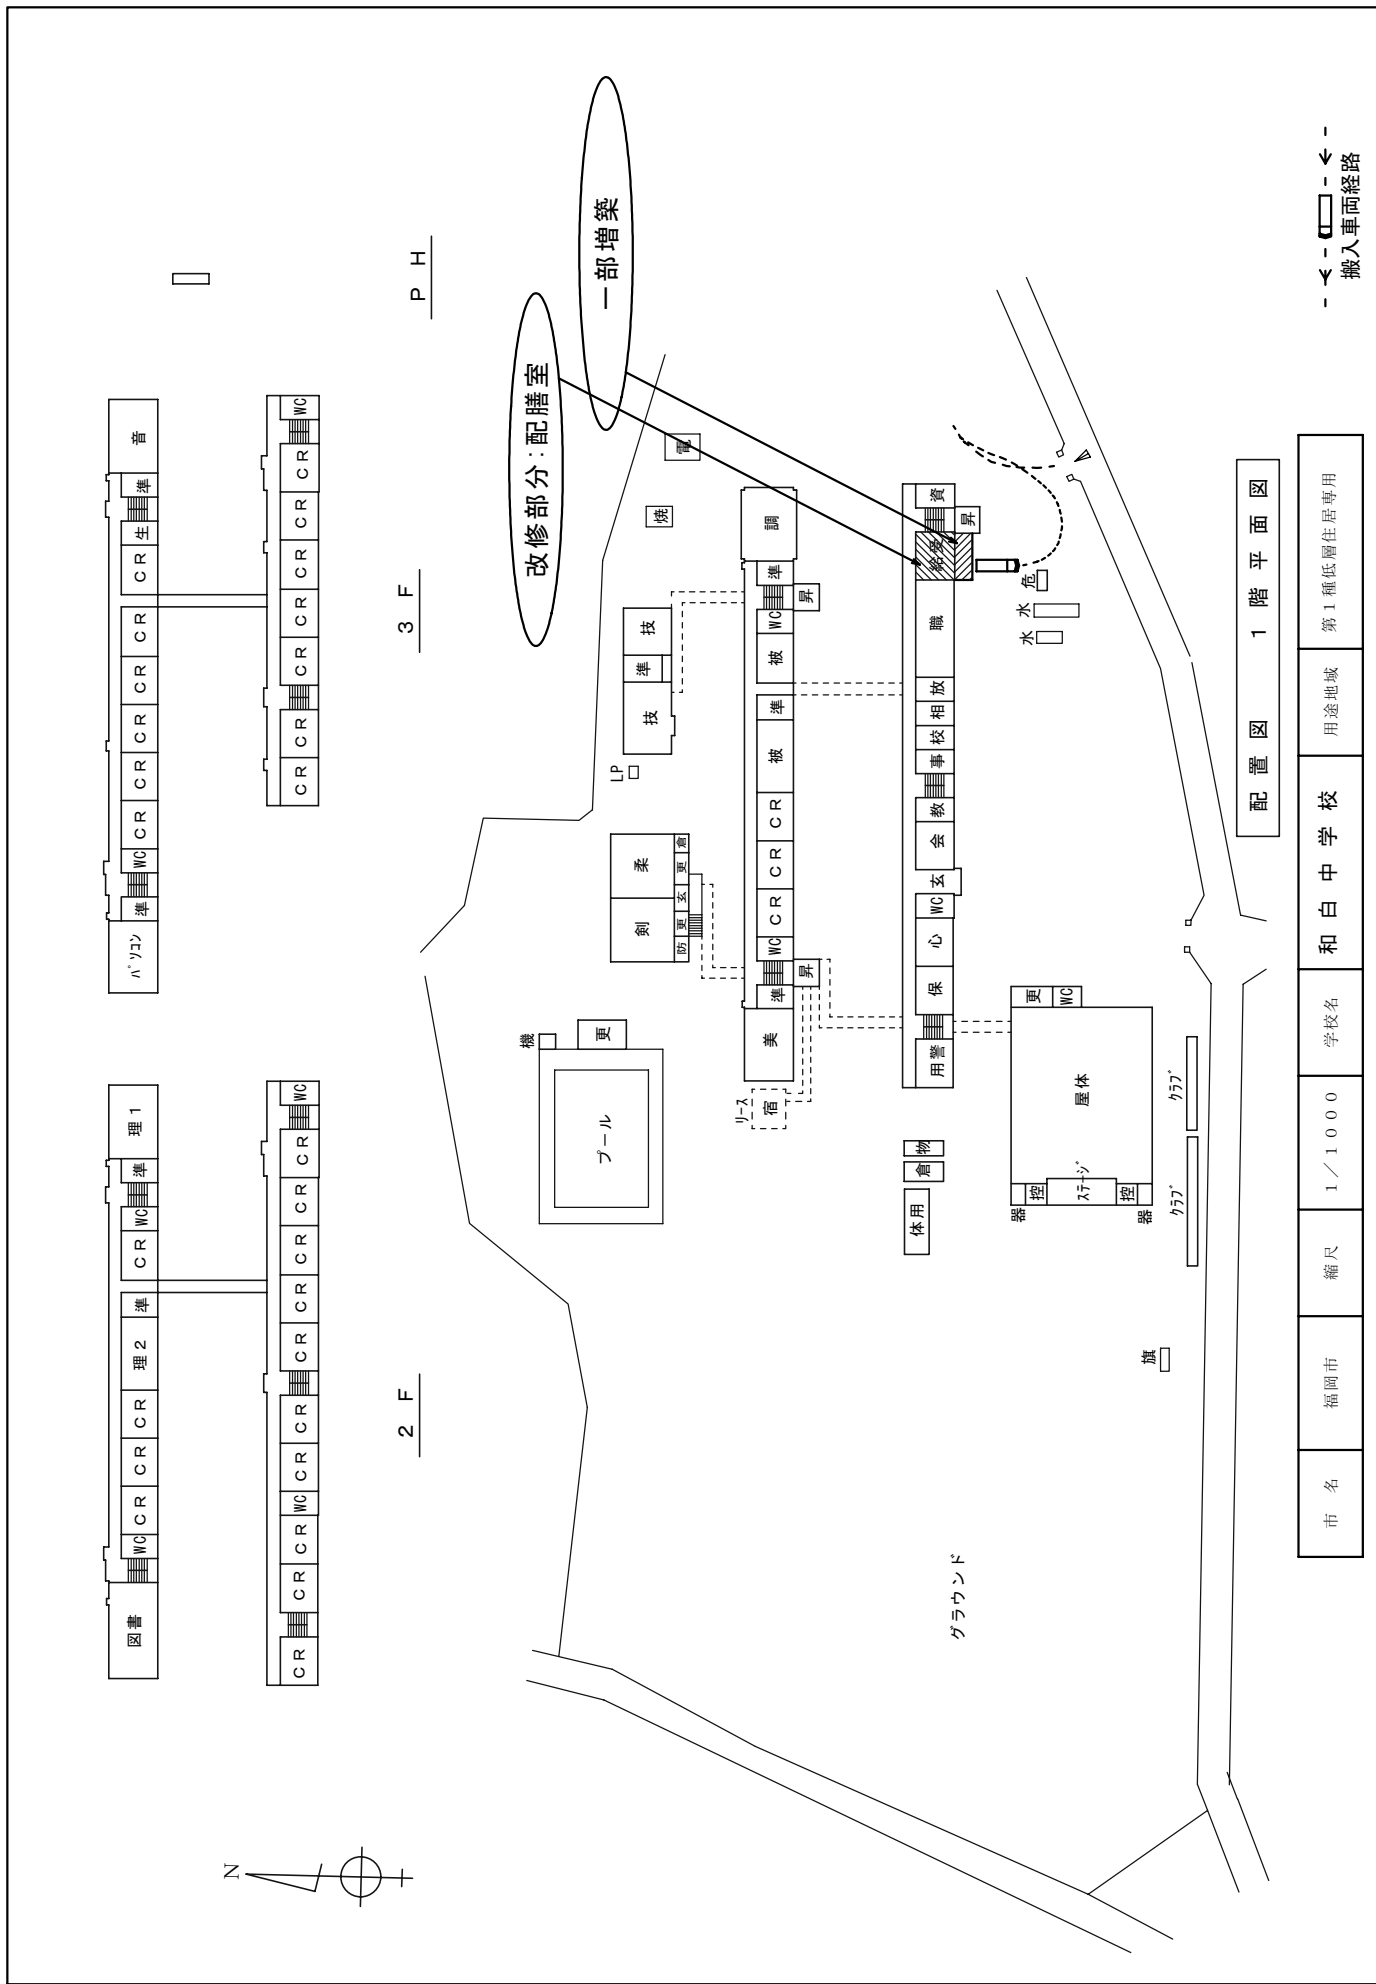 図書 WC CR CR CR 理2 準 CR WC 準 理1
パソコン 準 WC CR CR CR CR CR CR 生 準 音
N
CR CR CR WC CR CR CR CR CR CR CR WC
CR CR CR CR CR CR CR WC
2F
3F
PH
改修部分：配膳室
一部増築
機
更
プール
剣 柔
防 更 玄 更 倉
LP
技 準 技
焼
電
リース
宿
美 準 WC CR CR CR 被 準 被 WC 準 調
昇
昇
体用
倉
物
用 警 保 心 WC 玄 会 教 事 校 相 放 職 給 愛 資
昇
グラウンド
器
控
ステージ
控
器
屋体
更
WC
水
水
危
旗
クラブ
クラブ
配置図 1階平面図
搬入車両経路
市名 福岡市 縮尺 1／1000 学校名 和白中学校 用途地域 第1種低層住居専用